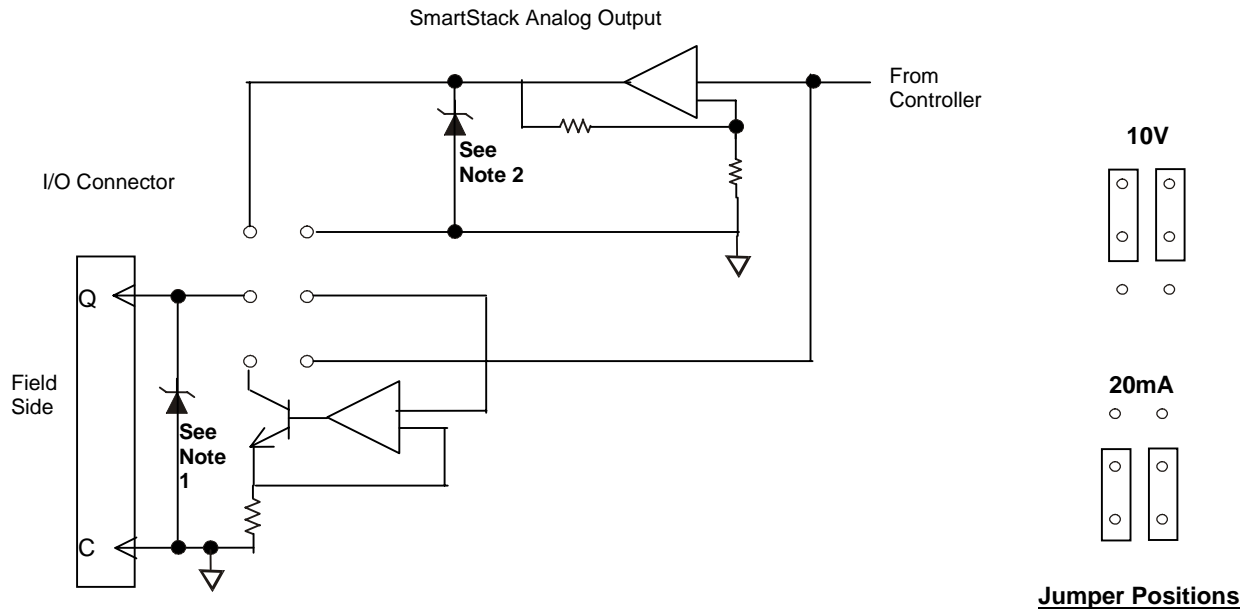 SmartStack Analog Output
From
Controller
10V
See
Note 2
I/O Connector
Q
Field
Side
See
Note
1
20mA
C
Jumper Positions